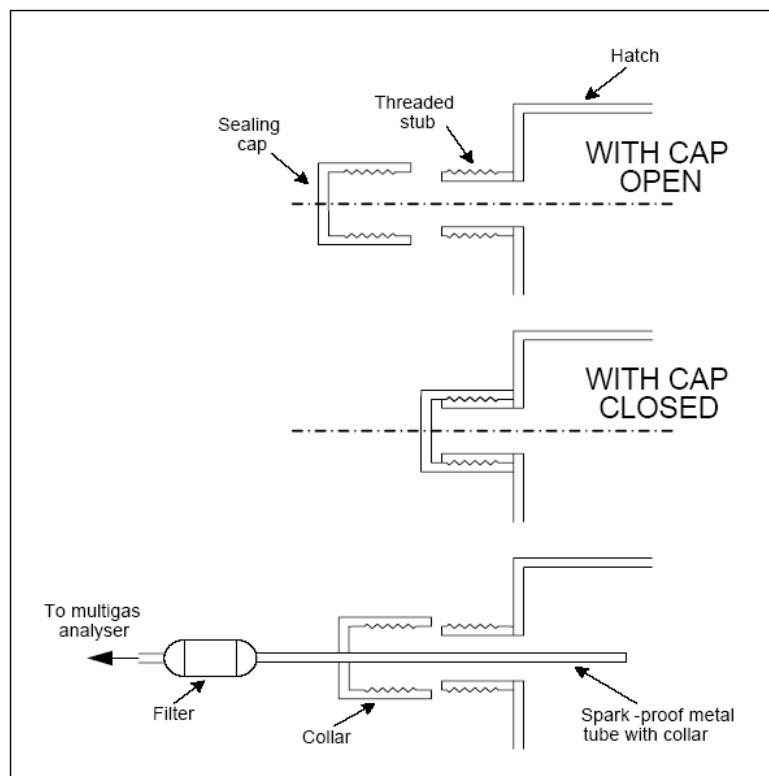 Hatch
Threaded
stub
Sealing
cap
WITH CAP
OPEN
WITH CAP
CLOSED
To multigas
analyser
Filter
Collar
Spark -proof metal
tube with collar